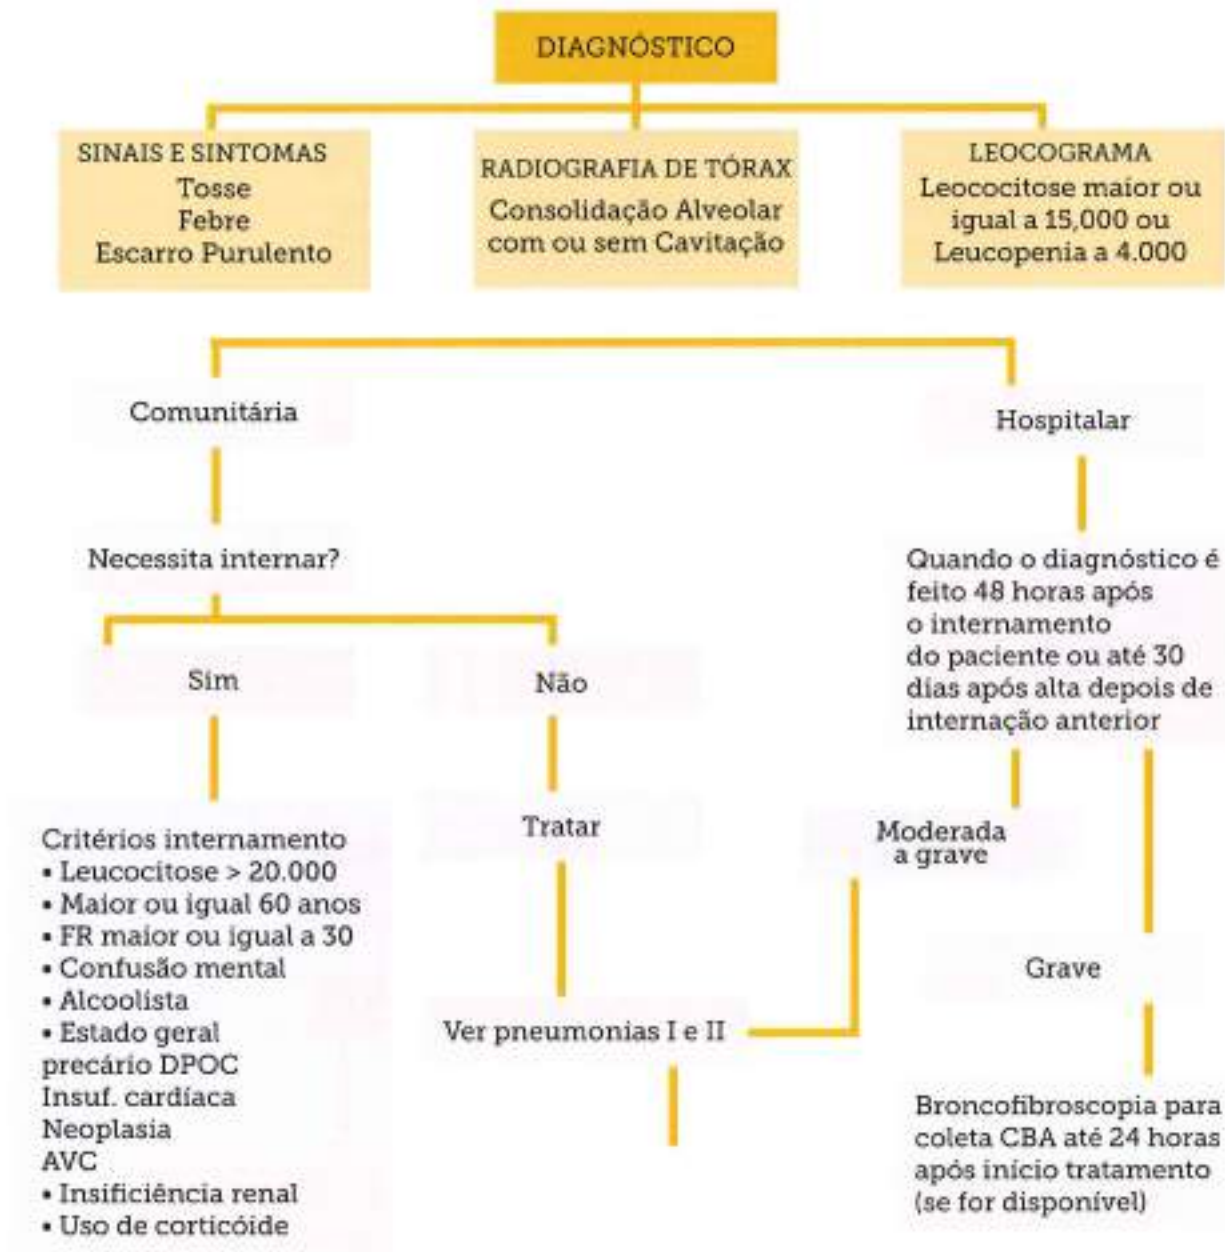 DIAGNÓSTICO
SINAIS E SINTOMAS
Tosse
Febre
Escarro Purulento
RADIOGRAFIA DE TÓRAX
Consolidação Alveolar
com ou sem Cavitação
LEOCOGRAMA
Leococitose maior ou
igual a 15,000 ou
Leucopenia a 4.000
Comunitária
Hospitalar
Necessita internar?
Quando o diagnóstico é
feito 48 horas após
o internamento
do paciente ou até 30
dias após alta depois de
internação anterior
Sim
Não
Critérios internamento
▪ Leucocitose > 20.000
▪ Maior ou igual 60 anos
▪ FR maior ou igual a 30
▪ Confusão mental
▪ Alcoolista
▪ Estado geral
precário DPOC
Insuf. cardíaca
Neoplasia
AVC
▪ Insificiência renal
▪ Uso de corticóide
Tratar
Ver pneumonias I e II
Moderada
a grave
Grave
Broncofibroscopia para
coleta CBA até 24 horas
após início tratamento
(se for disponível)